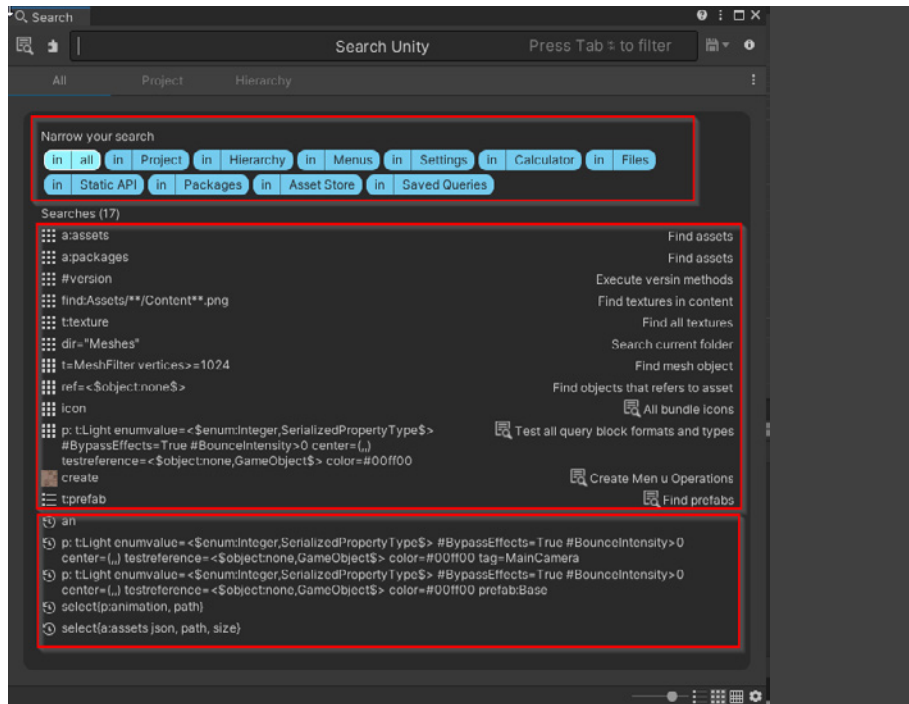 Search
Search Unity
Press Tab to filter
All Project Hierarchy
Narrow your search
in all in Project in Hierarchy in Menus in Settings in Calculator in Files
in Static API in Packages in Asset Store in Saved Queries
Searches (17)
a:assets Find assets
a:packages Find assets
#version Execute versin methods
find:Assets/**/Content**.png Find textures in content
t:texture Find all textures
dir="Meshes" Search current folder
t=MeshFilter vertices>=1024 Find mesh object
ref=<$object:none$> Find objects that refers to asset
icon All bundle icons
p: t:Light enumvalue=<$enum:Integer,SerializedPropertyType$> Test all query block formats and types
#BypassEffects=True #BounceIntensity>0 center=(,,)
testreference=<$object:none,GameObject$> color=#00ff00
create Create Men u Operations
t:prefab Find prefabs
an
p: t:Light enumvalue=<$enum:Integer,SerializedPropertyType$> #BypassEffects=True #BounceIntensity>0
center=(,,) testreference=<$object:none,GameObject$> color=#00ff00 tag=MainCamera
p: t:Light enumvalue=<$enum:Integer,SerializedPropertyType$> #BypassEffects=True #BounceIntensity>0
center=(,,) testreference=<$object:none,GameObject$> color=#00ff00 prefab:Base
select{p:animation, path}
select{a:assets json, path, size}